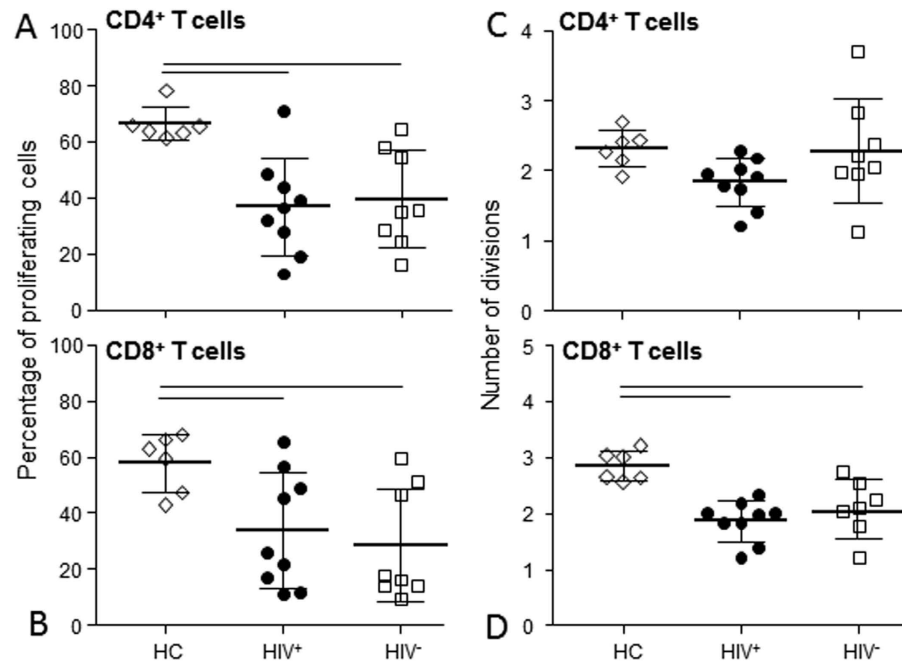 A CD4⁺ T cells
100
80
60
40
20
0
C CD4⁺ T cells
4
3
2
1
0
Percentage of proliferating cells
Number of divisions
CD8⁺ T cells
100
80
60
40
20
0
B
HC HIV⁺ HIV⁻
CD8⁺ T cells
5
4
3
2
1
0
D
HC HIV⁺ HIV⁻